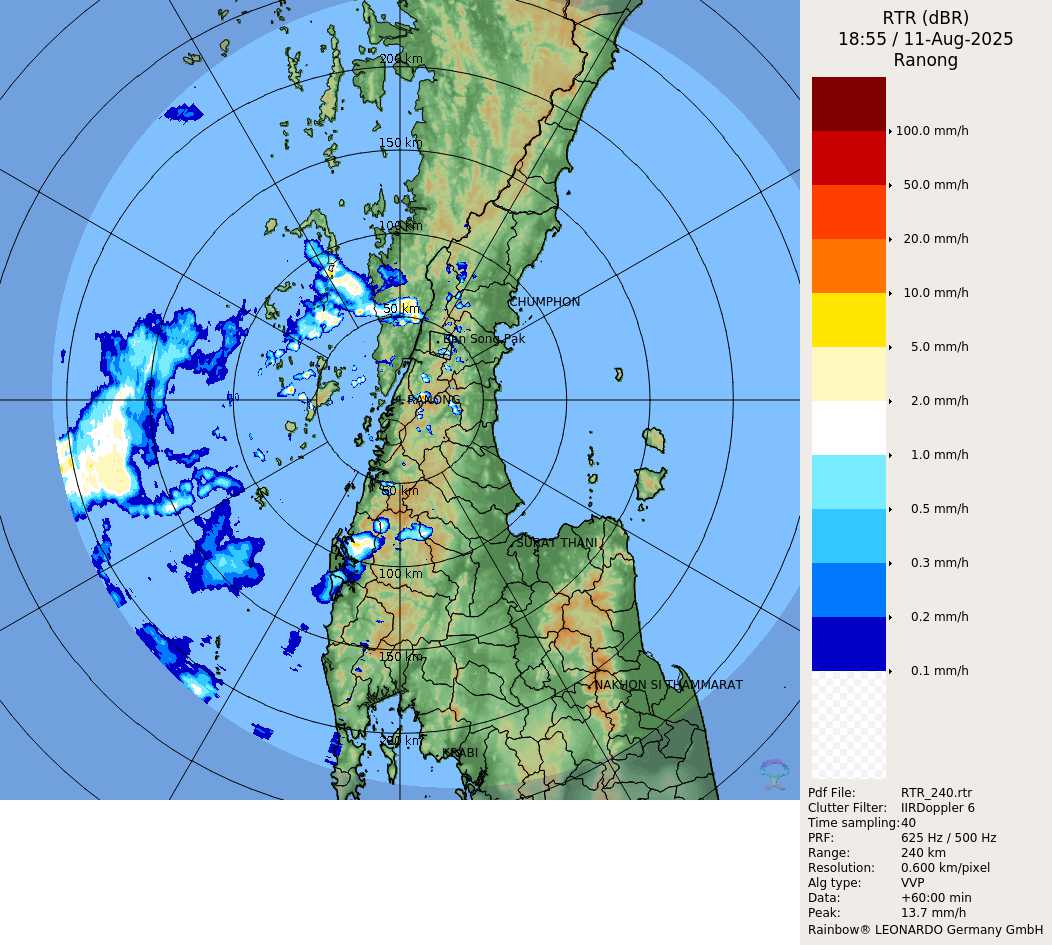 RTR (dBR)
18:55 / 11-Aug-2025
Ranong
100.0 mm/h
50.0 mm/h
20.0 mm/h
10.0 mm/h
5.0 mm/h
2.0 mm/h
1.0 mm/h
0.5 mm/h
0.3 mm/h
0.2 mm/h
0.1 mm/h
Pdf File: RTR_240.rtr
Clutter Filter: IIRDoppler 6
Time sampling: 40
PRF: 625 Hz / 500 Hz
Range: 240 km
Resolution: 0.600 km/pixel
Alg type: VVP
Data: +60:00 min
Peak: 13.7 mm/h
Rainbow® LEONARDO Germany GmbH
200 km
150 km
100 km
CHUMPHON
50 km
Ban Song Pak
RANONG
50 km
SURAT THANI
100 km
150 km
NAKHON SI THAMMARAT
200 km
KRABI